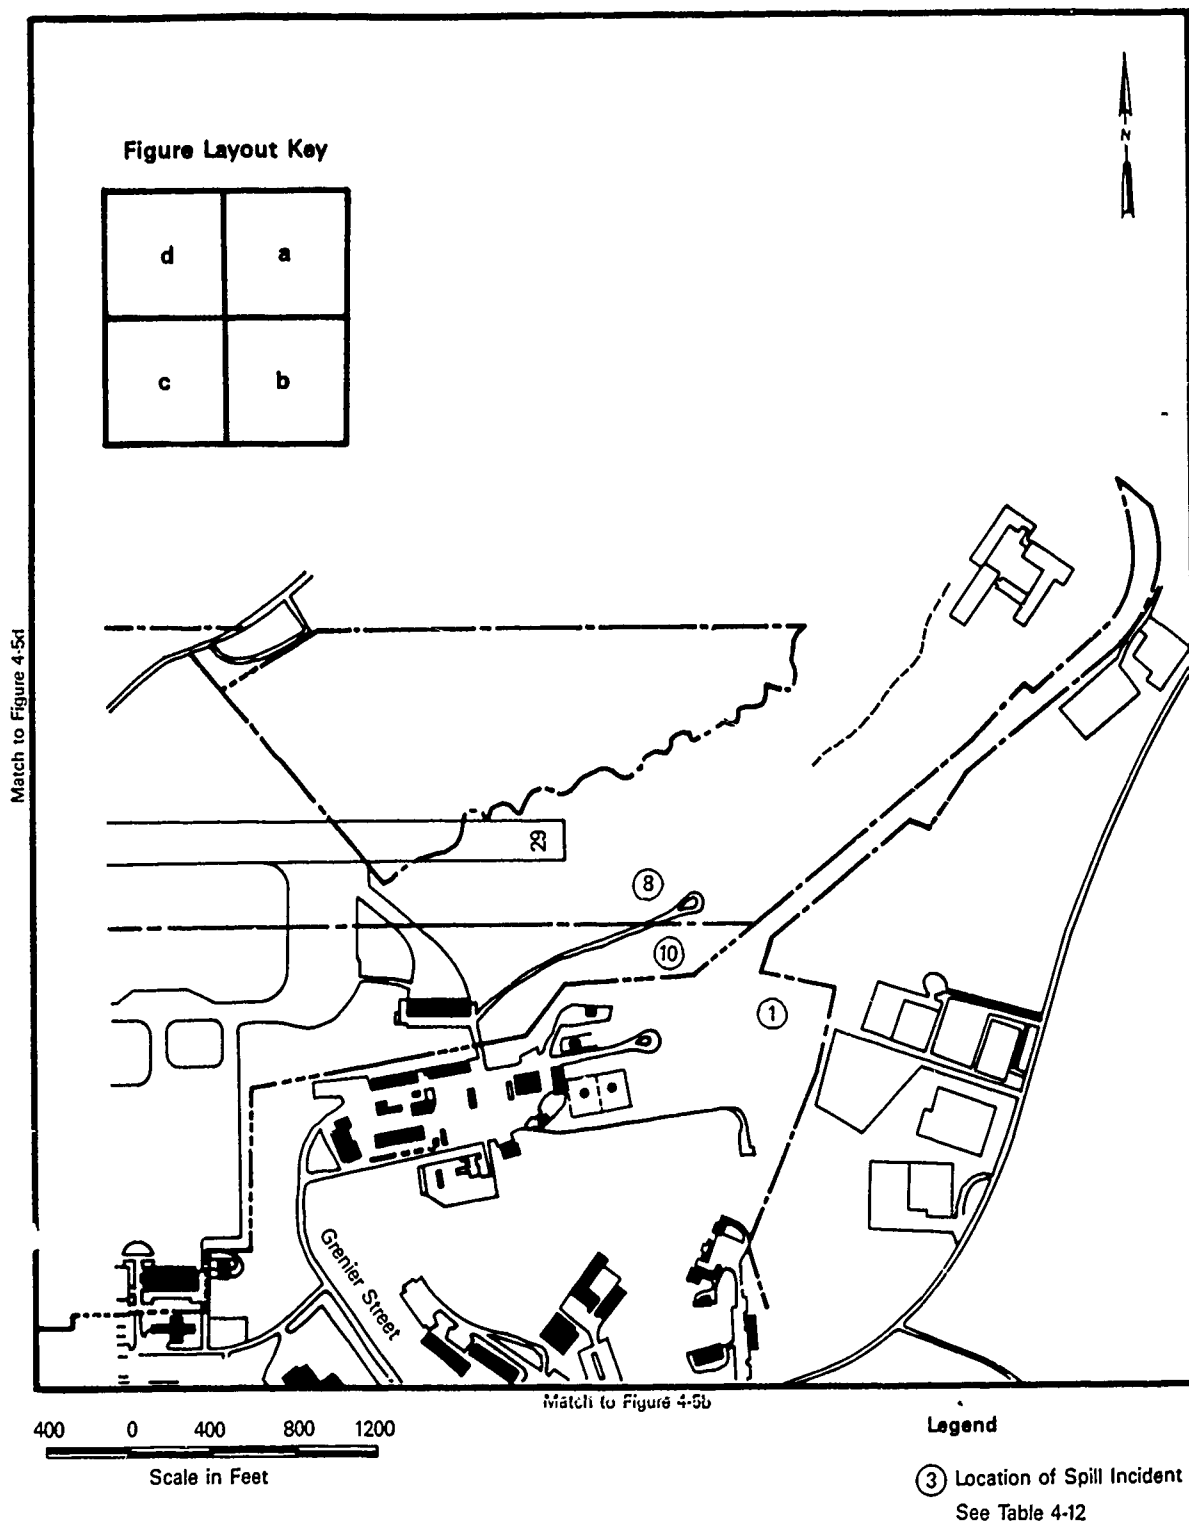 N
Figure Layout Key
d a
c b
Match to Figure 4-5d
29
8
10
1
Grenier Street
Match to Figure 4-5b
400 0 400 800 1200
Scale in Feet
Legend
3 Location of Spill Incident
See Table 4-12